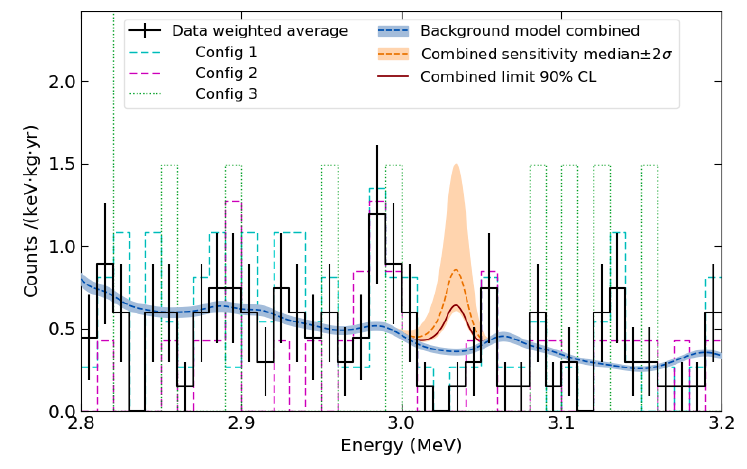 Data weighted average
Config 1
Config 2
Config 3
Background model combined
Combined sensitivity median±2σ
Combined limit 90% CL
Counts /(keV·kg·yr)
2.0
1.5
1.0
0.5
0.0
2.8 2.9 3.0 3.1 3.2
Energy (MeV)